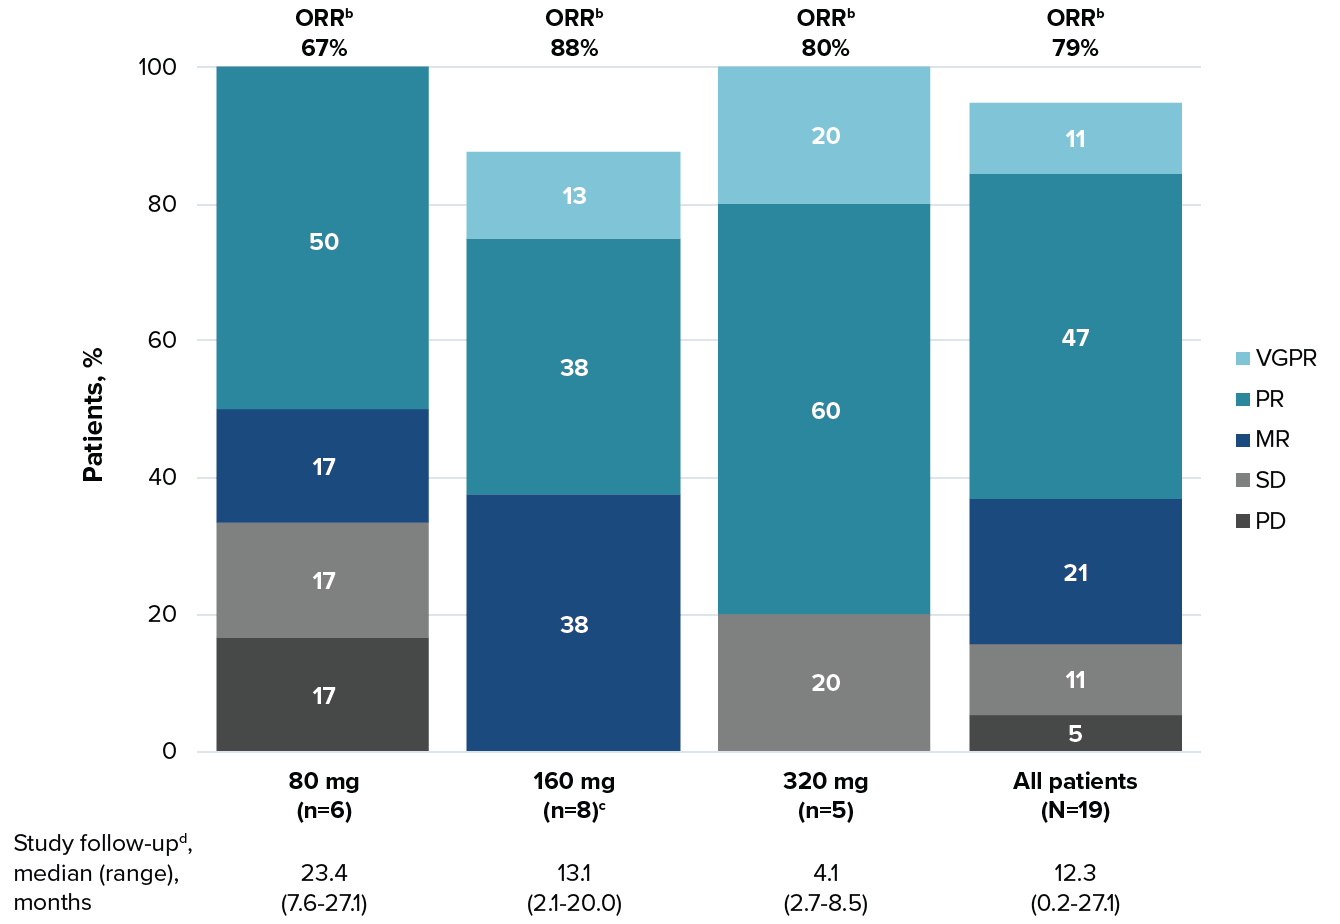 ORRᵇ ORRᵇ ORRᵇ ORRᵇ
67% 88% 80% 79%
100
80
60
40
20
0
Patients, %
50
17
17
17
13
38
38
20
60
20
11
47
21
11
5
VGPR
PR
MR
SD
PD
80 mg 160 mg 320 mg All patients
(n=6) (n=8)ᶜ (n=5) (N=19)
Study follow-upᵈ,
median (range), 23.4 13.1 4.1 12.3
months (7.6-27.1) (2.1-20.0) (2.7-8.5) (0.2-27.1)